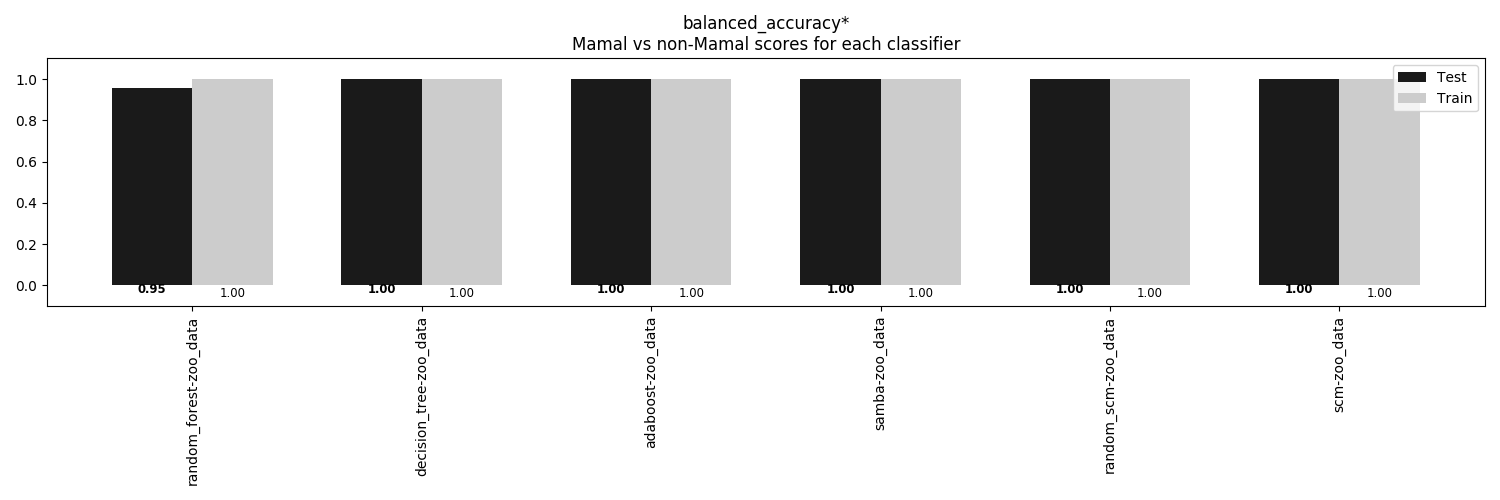 balanced_accuracy*
Mamal vs non-Mamal scores for each classifier
Test
Train
1.0
0.8
0.6
0.4
0.2
0.0
0.95
1.00
1.00
1.00
1.00
1.00
1.00
1.00
1.00
1.00
1.00
1.00
random_forest-zoo_data
decision_tree-zoo_data
adaboost-zoo_data
samba-zoo_data
random_scm-zoo_data
scm-zoo_data